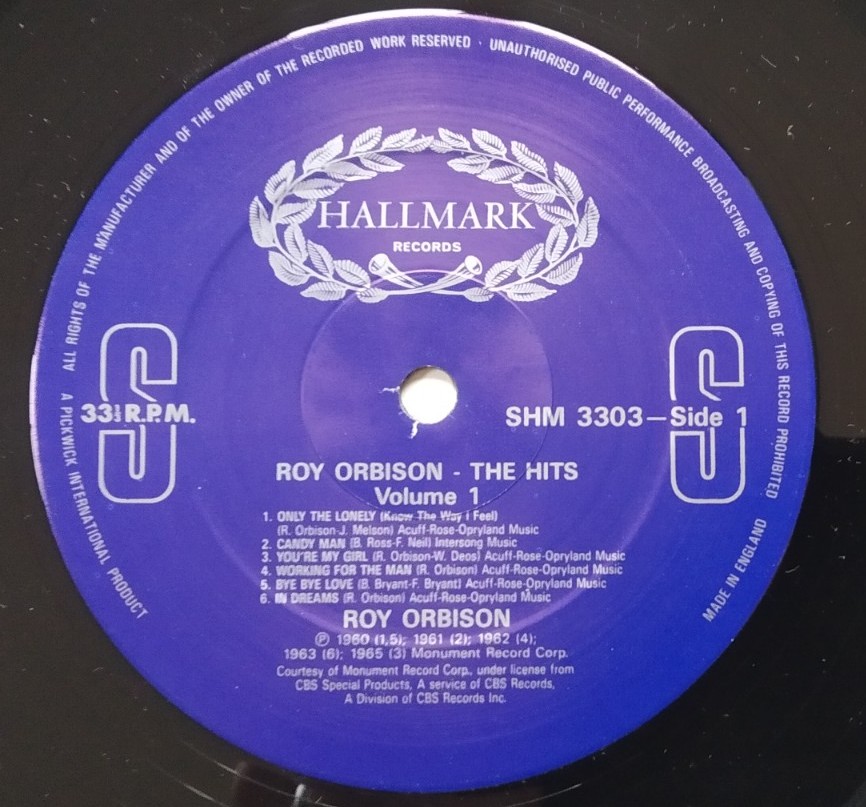 ALL RIGHTS OF THE MANUFACTURER AND OF THE OWNER OF THE RECORDED WORK RESERVED · UNAUTHORISED PUBLIC PERFORMANCE BROADCASTING AND COPYING OF THIS RECORD PROHIBITED
HALLMARK
RECORDS
33⅓ R.P.M.
SHM 3303—Side 1
ROY ORBISON - THE HITS
Volume 1
1. ONLY THE LONELY (Know The Way I Feel)
(R. Orbison-J. Melson) Acuff-Rose-Opryland Music
2. CANDY MAN (B. Ross-F. Neil) Intersong Music
3. YOU'RE MY GIRL (R. Orbison-W. Deos) Acuff-Rose-Opryland Music
4. WORKING FOR THE MAN (R. Orbison) Acuff-Rose-Opryland Music
5. BYE BYE LOVE (B. Bryant-F. Bryant) Acuff-Rose-Opryland Music
6. IN DREAMS (R. Orbison) Acuff-Rose-Opryland Music
ROY ORBISON
℗ 1960 (1,5); 1961 (2); 1962 (4);
1963 (6); 1965 (3) Monument Record Corp.
Courtesy of Monument Record Corp., under license from
CBS Special Products, A service of CBS Records,
A Division of CBS Records Inc.
A PICKWICK INTERNATIONAL PRODUCT
MADE IN ENGLAND